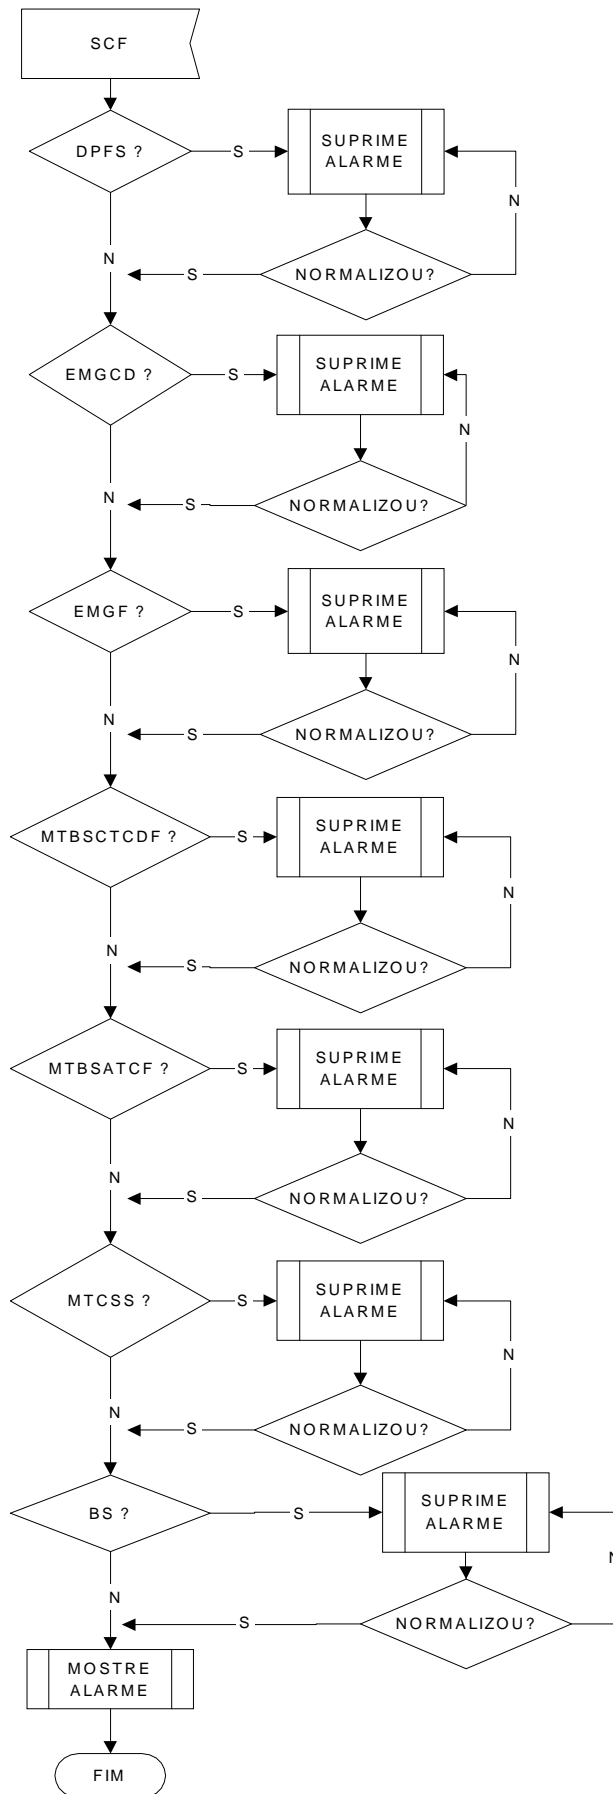 SCF
DPFS ?
S
SUPRIME
ALARME
N
N
S
NORMALIZOU?
EMGCD ?
S
SUPRIME
ALARME
N
N
S
NORMALIZOU?
EMGF ?
S
SUPRIME
ALARME
N
N
S
NORMALIZOU?
MTBSCTCDF ?
S
SUPRIME
ALARME
N
N
S
NORMALIZOU?
MTBSATCF ?
S
SUPRIME
ALARME
N
N
S
NORMALIZOU?
MTCSS ?
S
SUPRIME
ALARME
N
N
S
NORMALIZOU?
BS ?
S
SUPRIME
ALARME
N
N
S
NORMALIZOU?
MOSTRE
ALARME
FIM